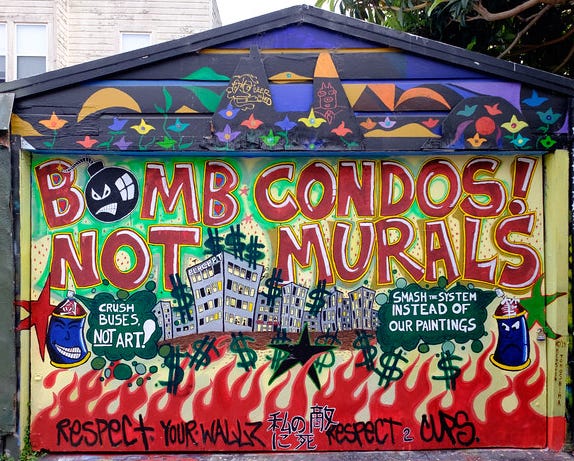 BOMB CONDOS!
NOT MURALS
CRUSH
BUSES,
NOT ART!
SMASH THE SYSTEM
INSTEAD OF
OUR PAINTINGS
RESPECT YOUR WALLZ
私の敵
に死
RESPECT 2 CUPS.